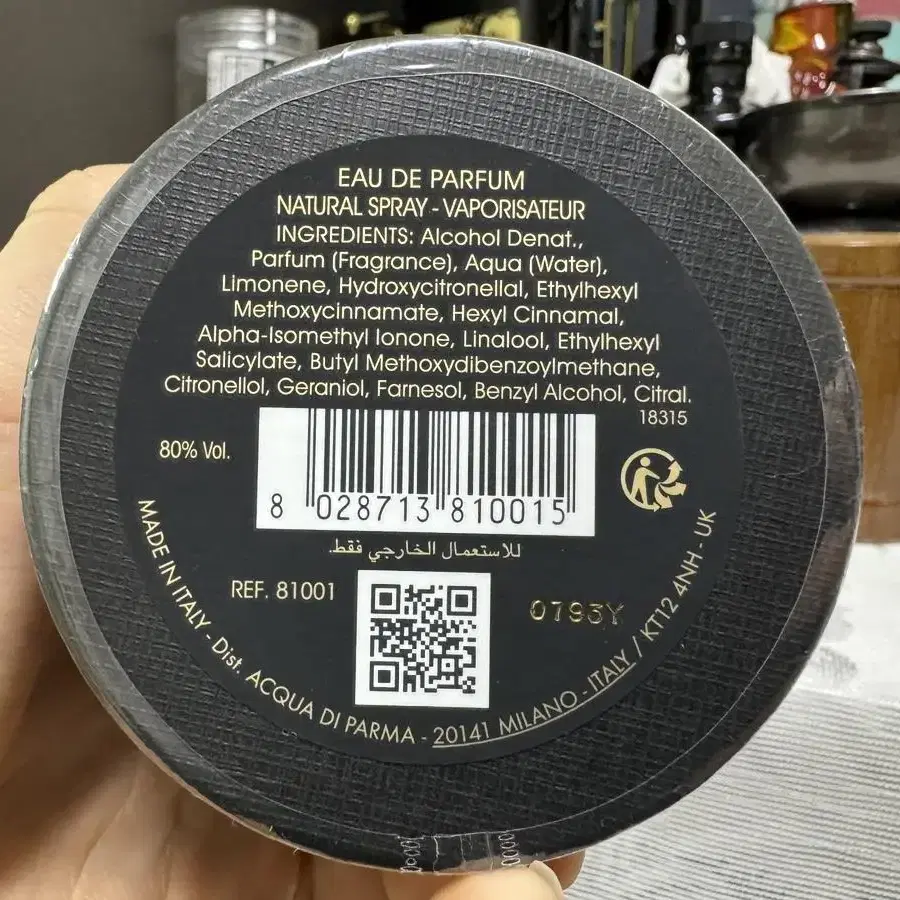 EAU DE PARFUM
NATURAL SPRAY - VAPORISATEUR
INGREDIENTS: Alcohol Denat.,
Parfum (Fragrance), Aqua (Water),
Limonene, Hydroxycitronellal, Ethylhexyl
Methoxycinnamate, Hexyl Cinnamal,
Alpha-Isomethyl Ionone, Linalool, Ethylhexyl
Salicylate, Butyl Methoxydibenzoylmethane,
Citronellol, Geraniol, Farnesol, Benzyl Alcohol, Citral.
18315
80% Vol.
8 028713 810015
للاستعمال الخارجي فقط.
REF. 81001
0793Y
MADE IN ITALY - Dist. ACQUA DI PARMA - 20141 MILANO - ITALY / KT12 4NH - UK